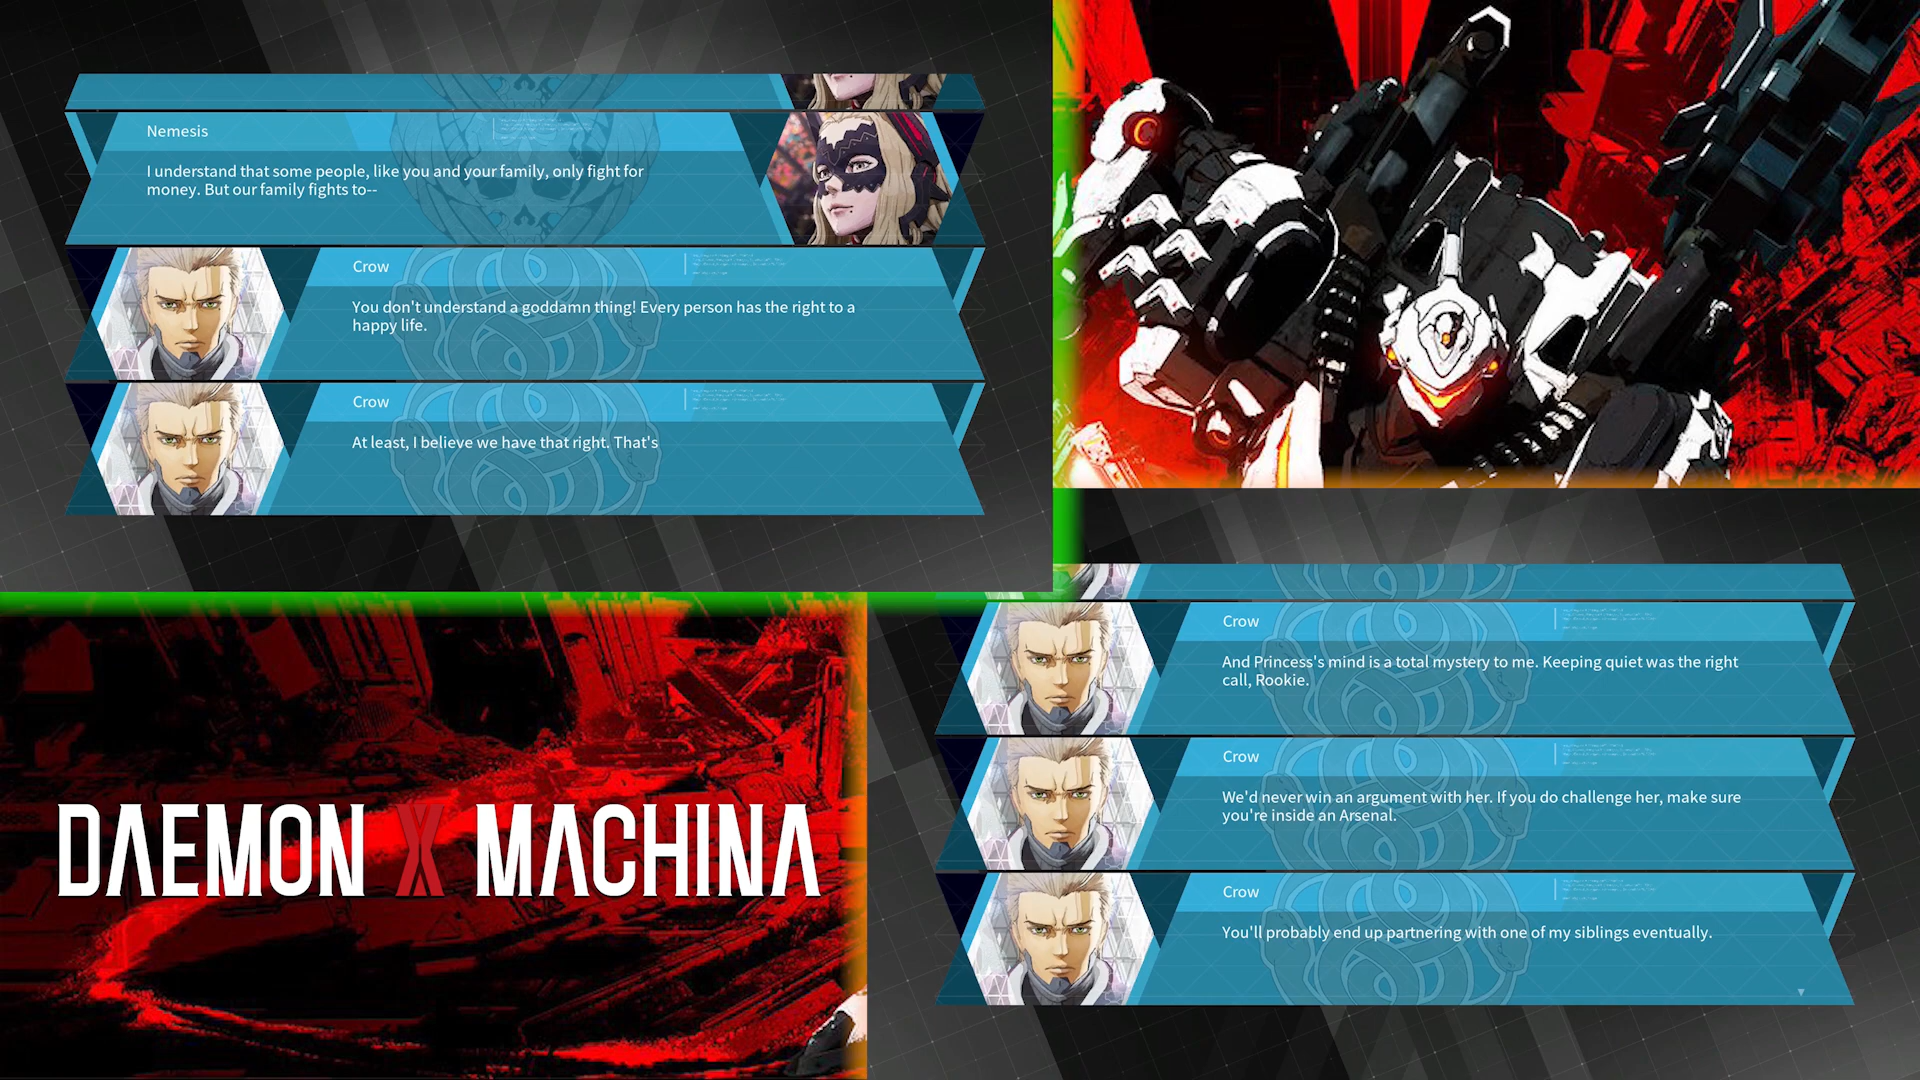 Nemesis
I understand that some people, like you and your family, only fight for
money. But our family fights to--
Crow
You don't understand a goddamn thing! Every person has the right to a
happy life.
Crow
At least, I believe we have that right. That's
DAEMON X MACHINA
Crow
And Princess's mind is a total mystery to me. Keeping quiet was the right
call, Rookie.
Crow
We'd never win an argument with her. If you do challenge her, make sure
you're inside an Arsenal.
Crow
You'll probably end up partnering with one of my siblings eventually.